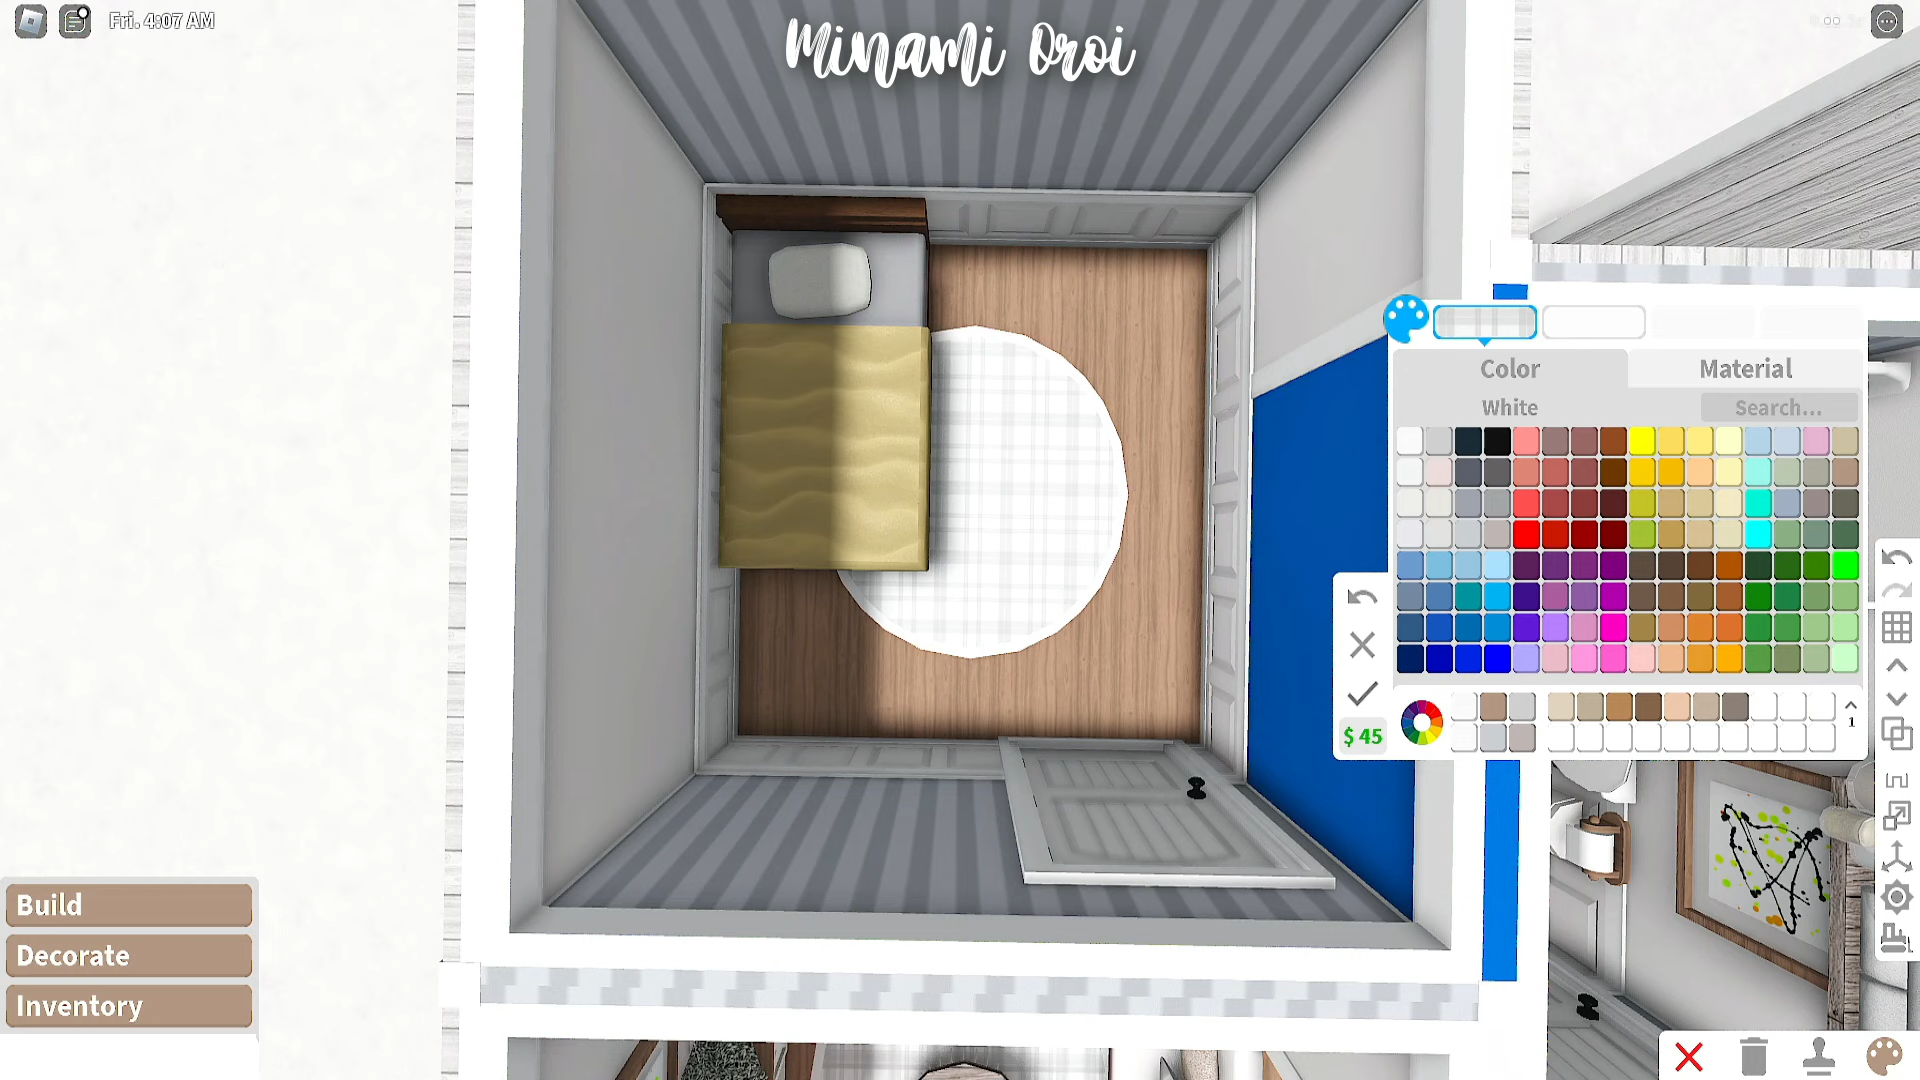 Fri. 4:07 AM
Minami Oroi
Color
Material
White
Search...
$ 45
1
Build
Decorate
Inventory